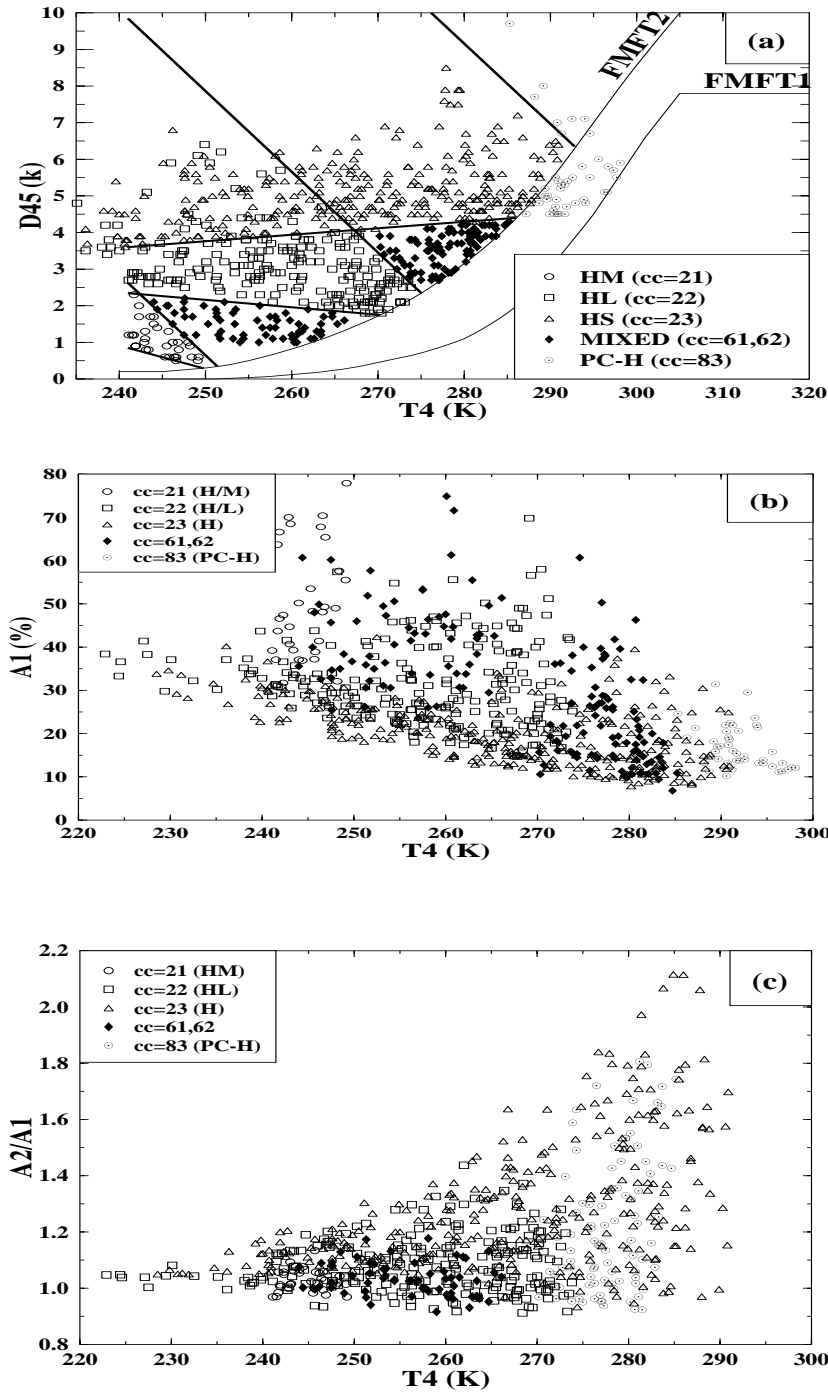 10
9
8
7
6
5
4
3
2
1
0
D45 (k)
(a)
FMFT2
FMFT1
HM (cc=21)
HL (cc=22)
HS (cc=23)
MIXED (cc=61,62)
PC-H (cc=83)
240 250 260 270 280 290 300 310 320
T4 (K)
80
70
60
50
40
30
20
10
0
A1 (%)
cc=21 (H/M)
cc=22 (H/L)
cc=23 (H)
cc=61,62
cc=83 (PC-H)
(b)
220 230 240 250 260 270 280 290 300
T4 (K)
2.2
2.0
1.8
1.6
1.4
1.2
1.0
0.8
A2/A1
cc=21 (HM)
cc=22 (HL)
cc=23 (H)
cc=61,62
cc=83 (PC-H)
(c)
220 230 240 250 260 270 280 290 300
T4 (K)